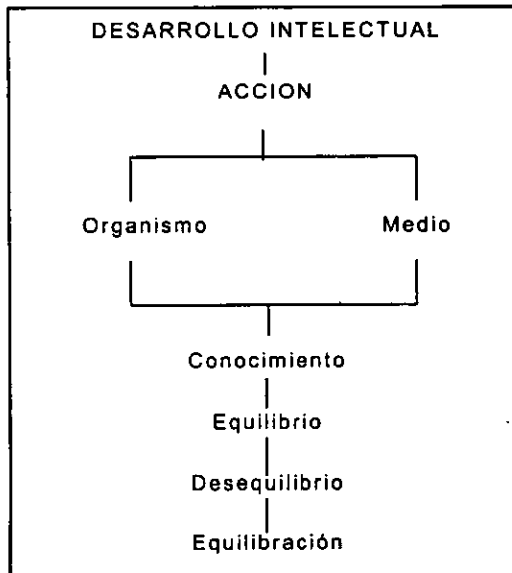 DESARROLLO INTELECTUAL
ACCION
Organismo Medio
Conocimiento
Equilibrio
Desequilibrio
Equilibración